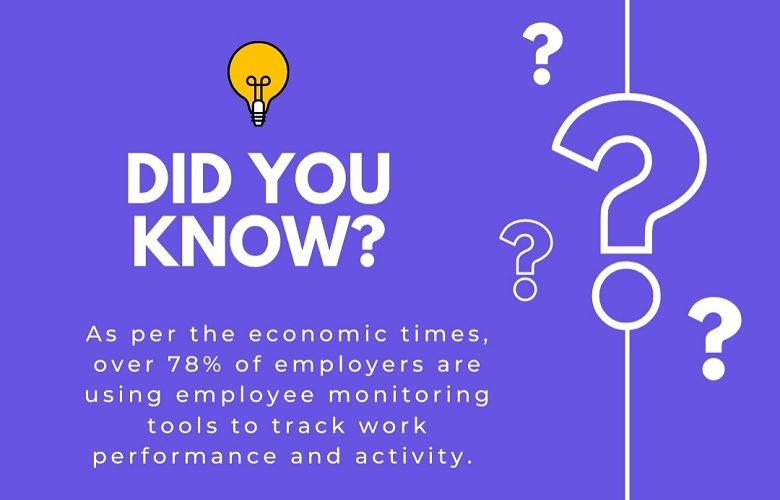 DID YOU
KNOW?
As per the economic times,
over 78% of employers are
using employee monitoring
tools to track work
performance and activity.